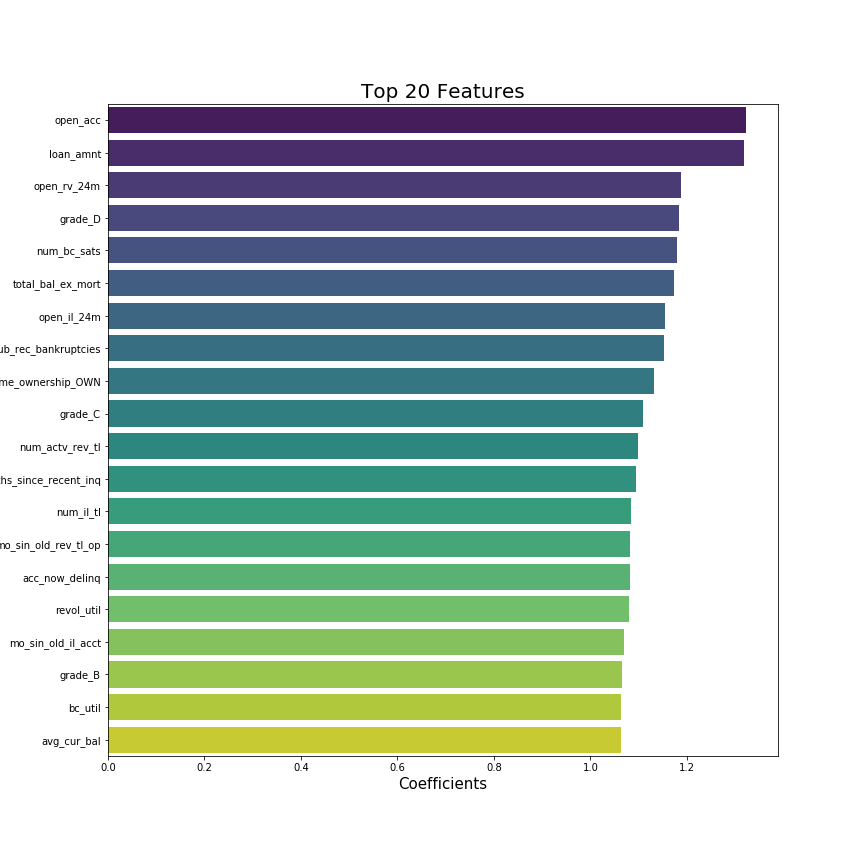 Top 20 Features
open_acc
loan_amnt
open_rv_24m
grade_D
num_bc_sats
total_bal_ex_mort
open_il_24m
ub_rec_bankruptcies
me_ownership_OWN
grade_C
num_actv_rev_tl
ths_since_recent_inq
num_il_tl
mo_sin_old_rev_tl_op
acc_now_delinq
revol_util
mo_sin_old_il_acct
grade_B
bc_util
avg_cur_bal
0.0 0.2 0.4 0.6 0.8 1.0 1.2
Coefficients